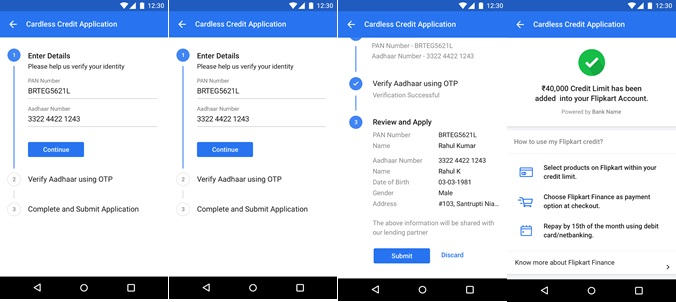 12:30
Cardless Credit Application
1
Enter Details
Please help us verify your identity
PAN Number
BRTEG5621L
Aadhaar Number
3322 4422 1243
Continue
2
Verify Aadhaar using OTP
3
Complete and Submit Application
12:30
Cardless Credit Application
1
Enter Details
Please help us verify your identity
PAN Number
BRTEG5621L
Aadhaar Number
3322 4422 1243
Continue
2
Verify Aadhaar using OTP
3
Complete and Submit Application
12:30
Cardless Credit Application
PAN Number - BRTEG5621L
Aadhaar Number - 3322 4422 1243
Verify Aadhaar using OTP
Verification Successful
3
Review and Apply
PAN Number BRTEG5621L
Name Rahul Kumar
Aadhaar Number 3322 4422 1243
Name Rahul K
Date of Birth 03-03-1981
Gender Male
Address #103, Santrupti Nia...
The above information will be shared with
our lending partner
Submit Discard
12:30
Cardless Credit Application
₹40,000 Credit Limit has been
added into your Flipkart Account.
Powered by Bank Name
How to use my Flipkart credit?
Select products on Flipkart within your
credit limit.
Choose Flipkart Finance as payment
option at checkout.
Repay by 15th of the month using debit
card/netbanking.
Know more about Flipkart Finance